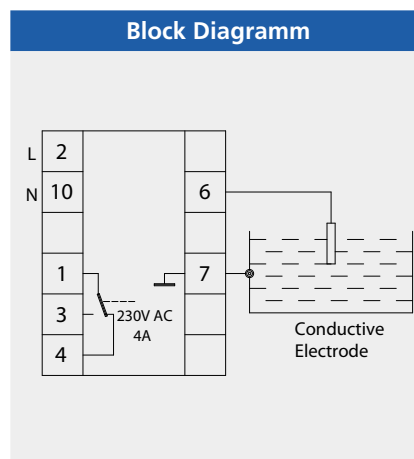 Block Diagramm
L 2
N 10 6
1 7
3 230V AC
4A
4
Conductive
Electrode